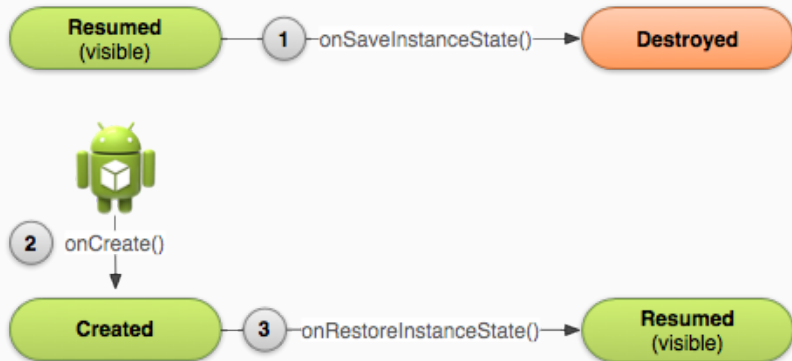 Resumed
(visible)
1
onSaveInstanceState()
Destroyed
2
onCreate()
Created
3
onRestoreInstanceState()
Resumed
(visible)